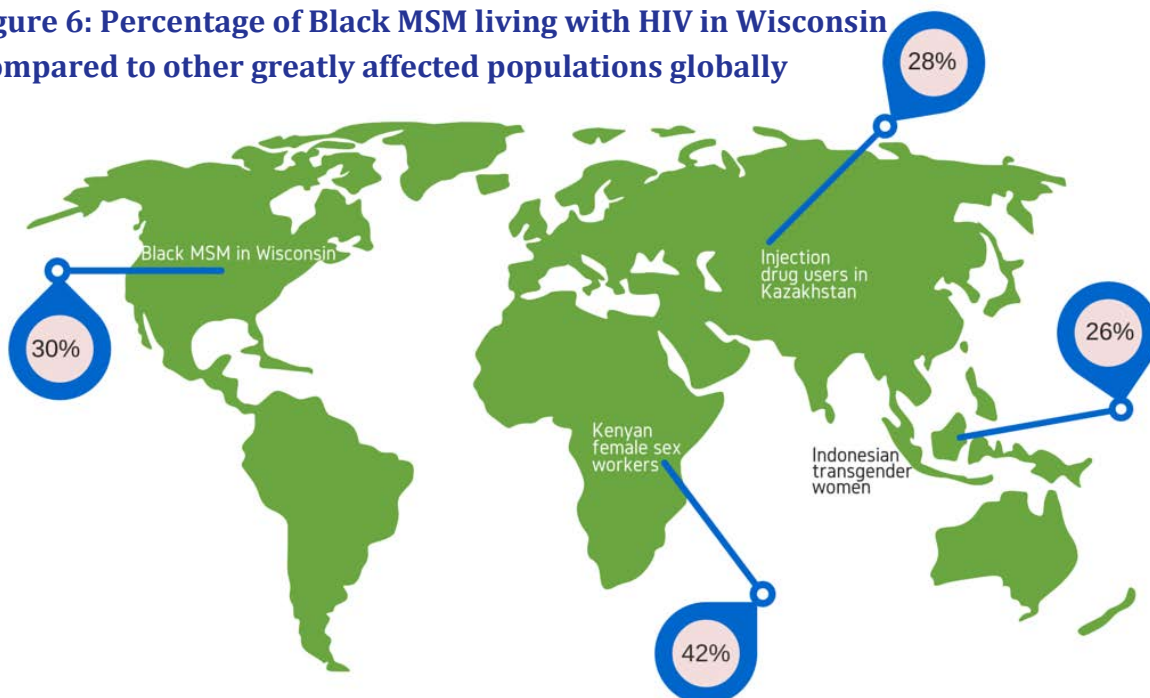 gure 6: Percentage of Black MSM living with HIV in Wisconsin
ompared to other greatly affected populations globally
28%
Black MSM in Wisconsin
Injection
drug users in
Kazakhstan
30%
26%
Kenyan
female sex
workers
Indonesian
transgender
women
42%